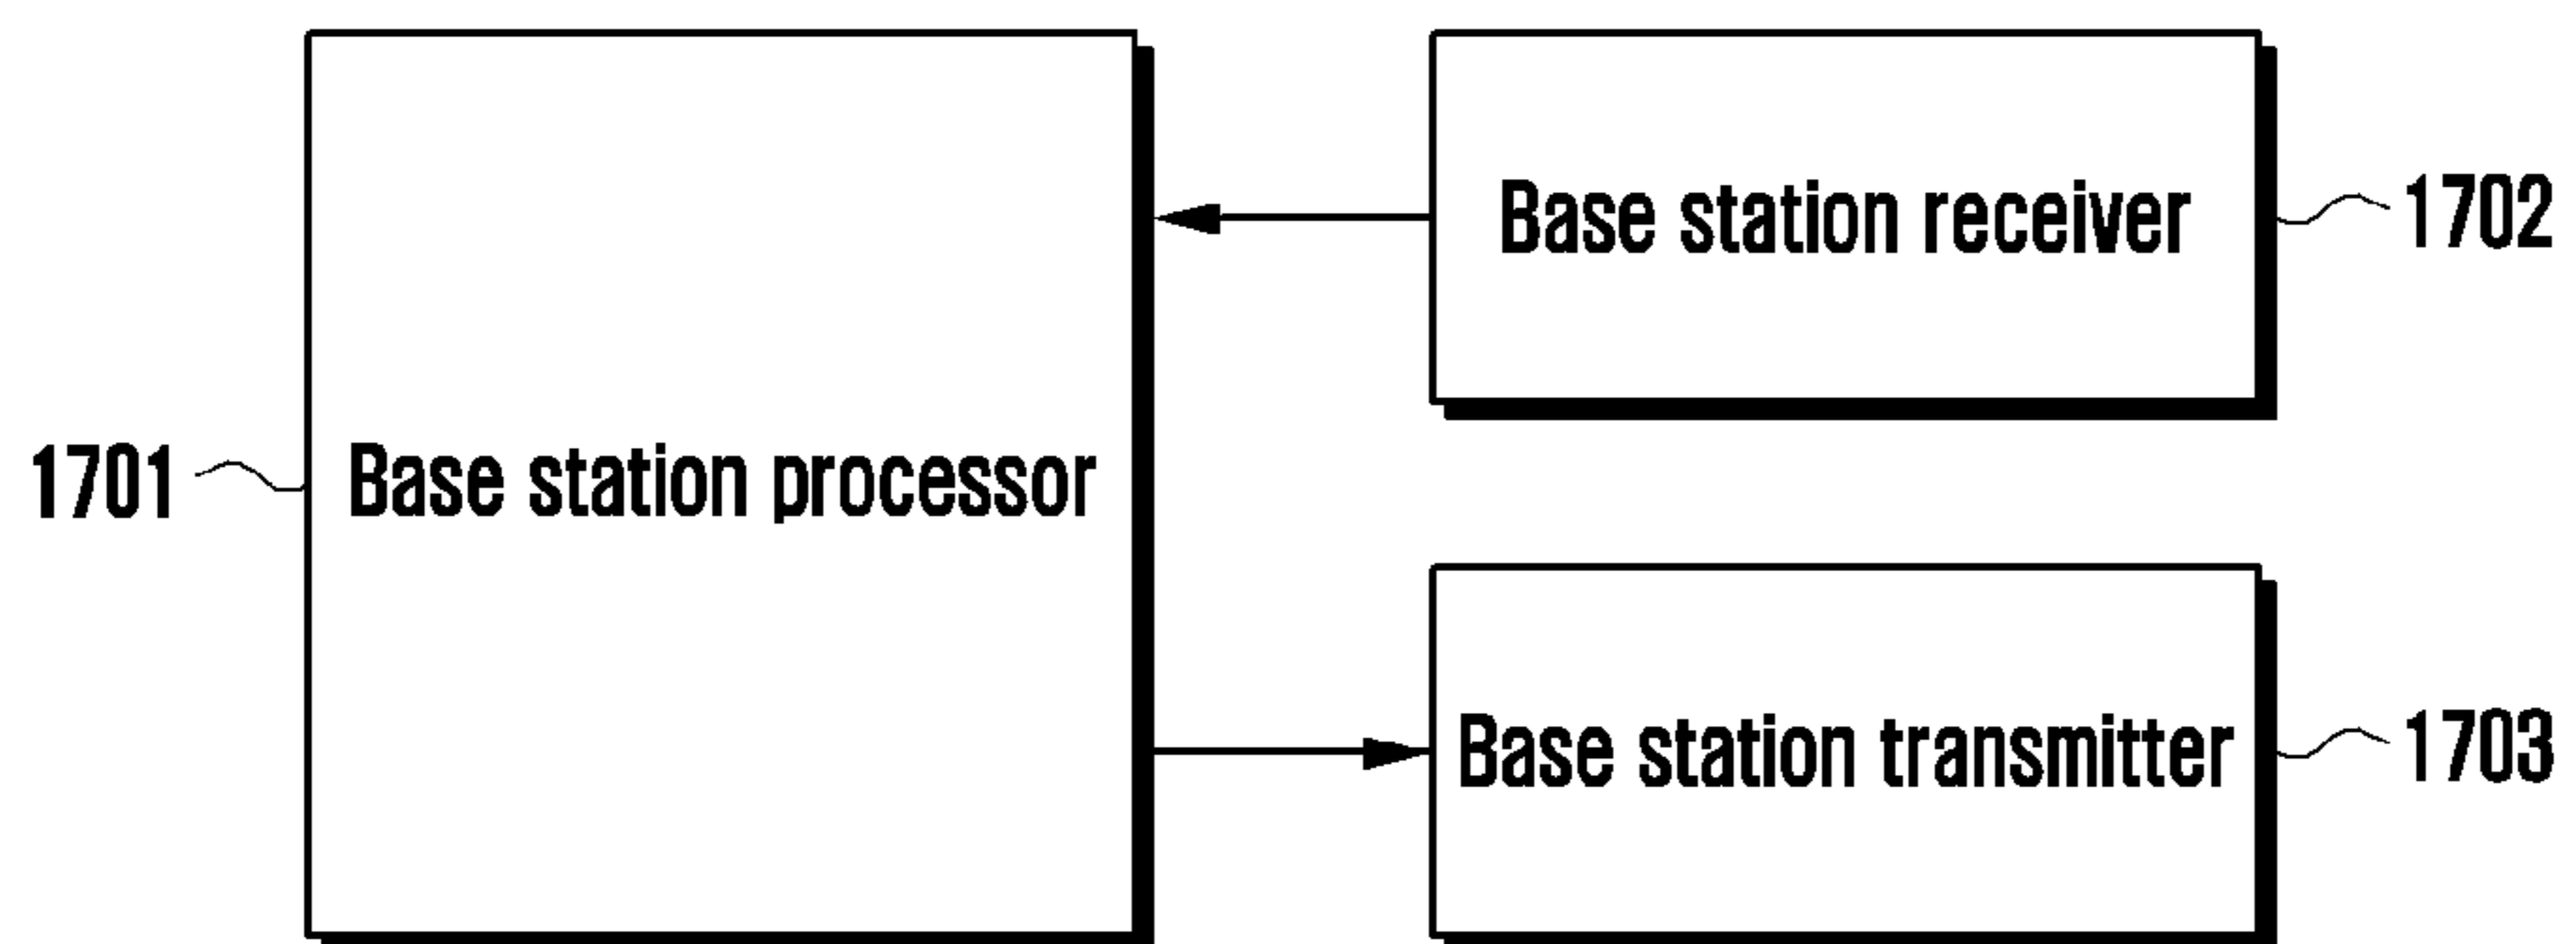 Base station receiver
1702
1701
Base station processor
Base station transmitter
1703